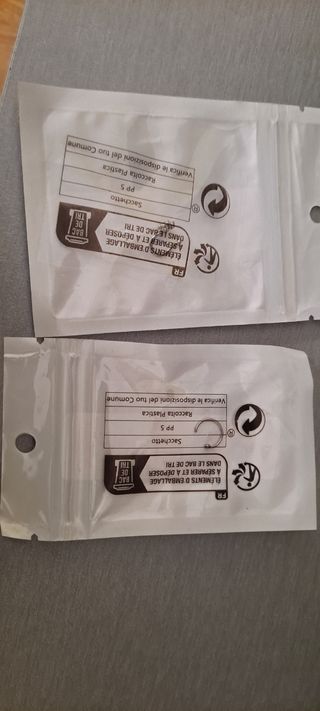 Sacchetto
PP 5
Raccolta Plastica
Verifica le disposizioni del tuo Comune
®
FR
ÉLÉMENTS D'EMBALLAGE
À SÉPARER ET À DÉPOSER
DANS LE BAC DE TRI
BAC
DE
TRI
Sacchetto
PP 5
Raccolta Plastica
Verifica le disposizioni del tuo Comune
®
FR
ÉLÉMENTS D'EMBALLAGE
À SÉPARER ET À DÉPOSER
DANS LE BAC DE TRI
BAC
DE
TRI